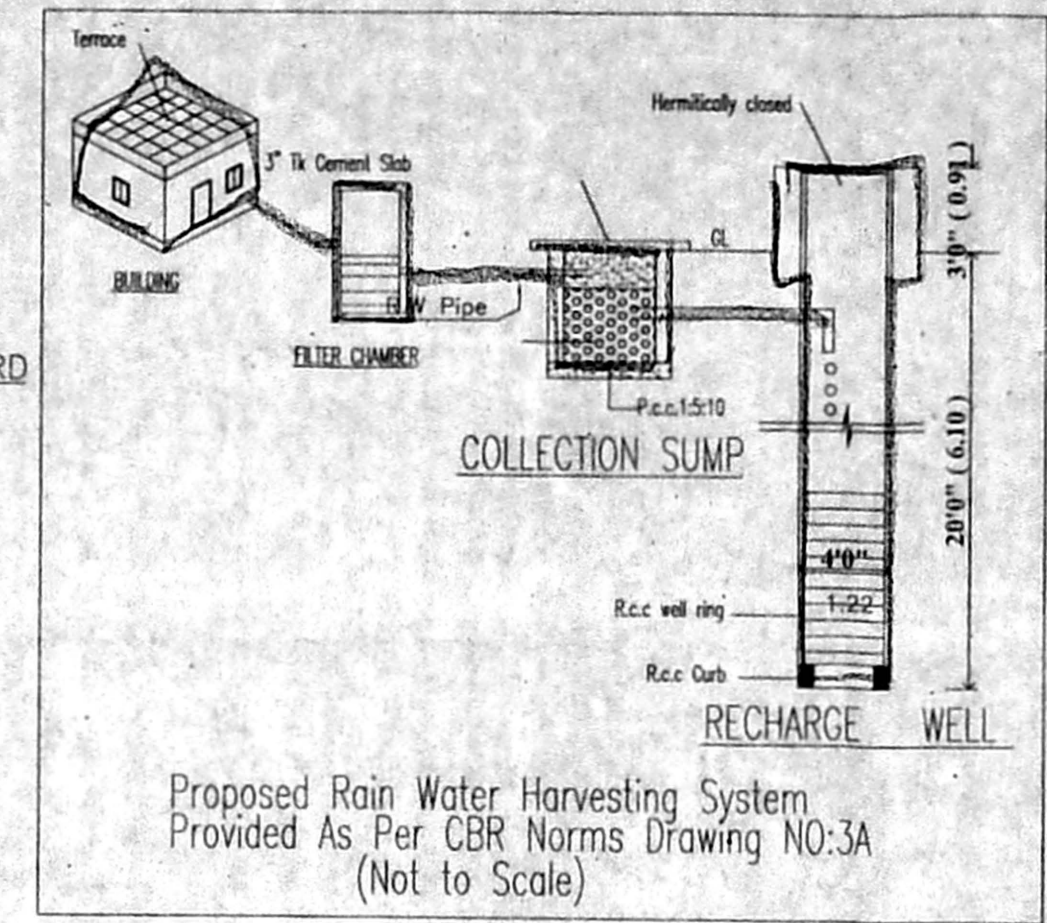 Terrace
Hermitically closed
3" Tk Cement Slab
3'0" ( 0.91 )
GL
BUILDING
R W Pipe
RD
FILTER CHAMBER
P.c.c.1:5:10
COLLECTION SUMP
20'0" ( 6.10 )
4'0"
1.22
R.c.c well ring
R.c.c Curb
RECHARGE WELL
Proposed Rain Water Harvesting System
Provided As Per CBR Norms Drawing NO:3A
(Not to Scale)